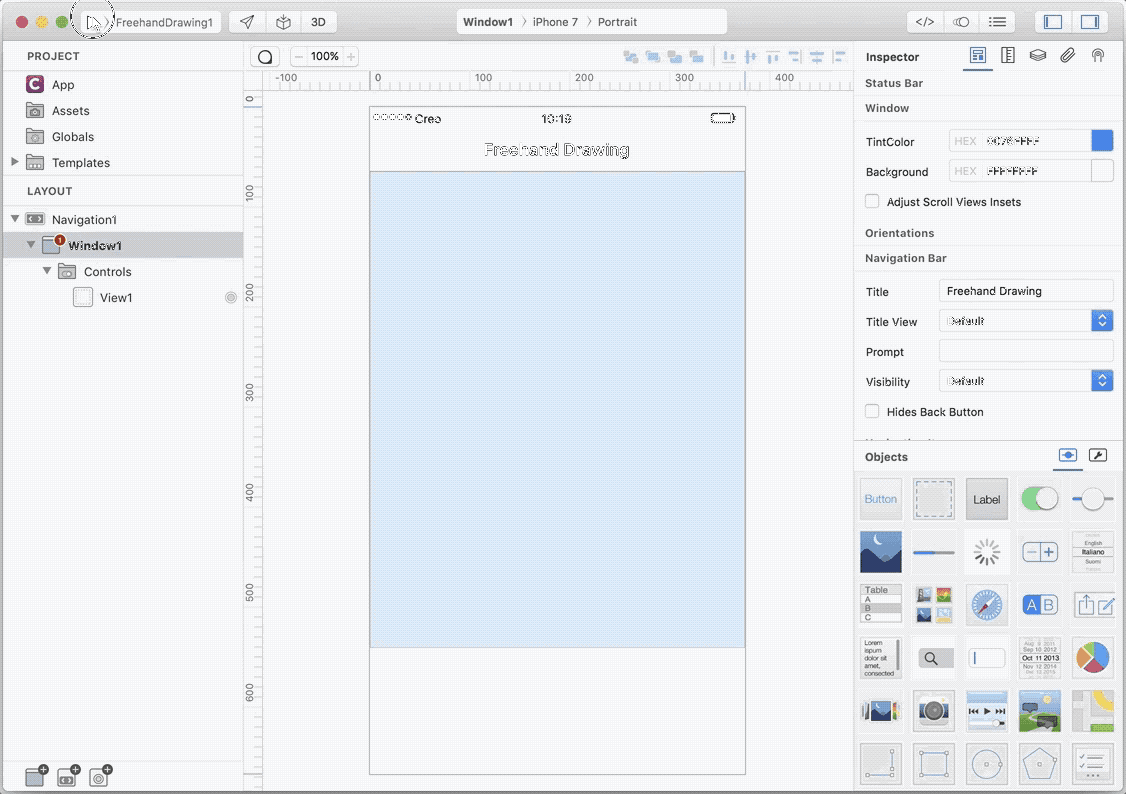 FreehandDrawing1
3D
Window1 iPhone 7 Portrait
</>
PROJECT
100%
Inspector
App
Assets
Globals
Templates
LAYOUT
Navigation1
Window1
1
Controls
View1
-100 0 100 200 300 400
0
100
200
300
400
500
600
Creo 10:18
Freehand Drawing
Status Bar
Window
TintColor HEX
Background HEX FFFFFFFF
Adjust Scroll Views Insets
Orientations
Navigation Bar
Title Freehand Drawing
Title View Default
Prompt
Visibility Default
Hides Back Button
Objects
Button
Label
English
Italiano
Suomi
Table
A
B
C
A B
Lorem
ipsum
dolor sit
amet,
consected
Sep 10 2012
Oct 11 2013
Nov 12 2014